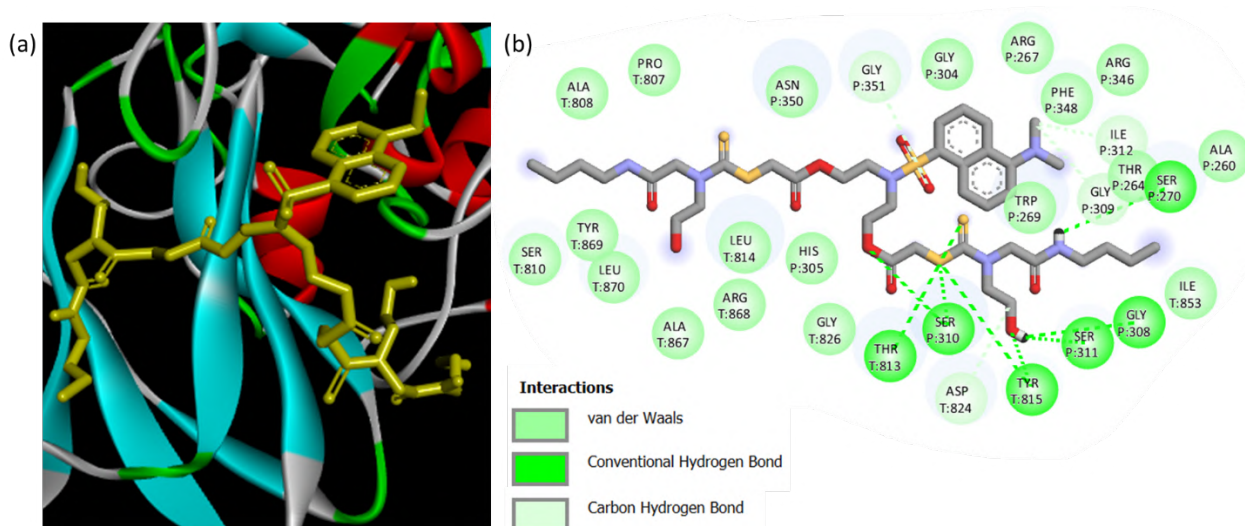 (a)
(b)
ALA
T:808
PRO
T:807
ASN
P:350
GLY
P:351
GLY
P:304
ARG
P:267
ARG
P:346
PHE
P:348
ILE
P:312
ALA
P:260
THR
P:264
SER
P:270
GLY
P:309
TRP
P:269
SER
T:810
TYR
T:869
LEU
T:870
LEU
T:814
HIS
P:305
ARG
T:868
ALA
T:867
GLY
T:826
THR
T:813
SER
P:310
ASP
T:824
TYR
T:815
SER
P:311
GLY
P:308
ILE
T:853
Interactions
van der Waals
Conventional Hydrogen Bond
Carbon Hydrogen Bond